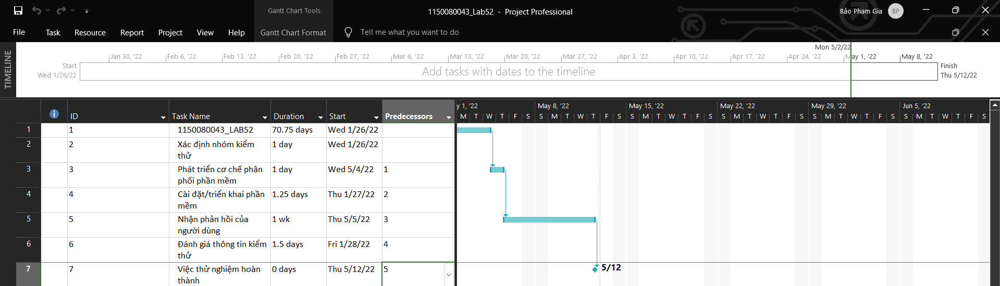 Gantt Chart Tools
1150080043_Lab52 - Project Professional
Bảo Phạm Gia
BP
File Task Resource Report Project View Help Gantt Chart Format Tell me what you want to do
TIMELINE
Mon 5/2/22
Jan 30, '22 Feb 6, '22 Feb 13, '22 Feb 20, '22 Feb 27, '22 Mar 6, '22 Mar 13, '22 Mar 20, '22 Mar 27, '22 Apr 3, '22 Apr 10, '22 Apr 17, '22 Apr 24, '22 May 1, '22 May 8, '22
Start
Wed 1/26/22
Add tasks with dates to the timeline
Finish
Thu 5/12/22
ID Task Name Duration Start Predecessors
y 1, '22 May 8, '22 May 15, '22 May 22, '22 May 29, '22 Jun 5, '22
M T W T F S S M T W T F S S M T W T F S S M T W T F S S M T W T F S S M T W T F S
1 1 1150080043_LAB52 70.75 days Wed 1/26/22
2 2 Xác định nhóm kiểm 1 day Wed 1/26/22
thử
3 3 Phát triển cơ chế phân 1 day Wed 5/4/22 1
phối phần mềm
4 4 Cài đặt/triển khai phần 1.25 days Thu 1/27/22 2
mềm
5 5 Nhận phản hồi của 1 wk Thu 5/5/22 3
người dùng
6 6 Đánh giá thông tin kiểm 1.5 days Fri 1/28/22 4
thử
7 7 Việc thử nghiệm hoàn 0 days Thu 5/12/22 5
thành
5/12